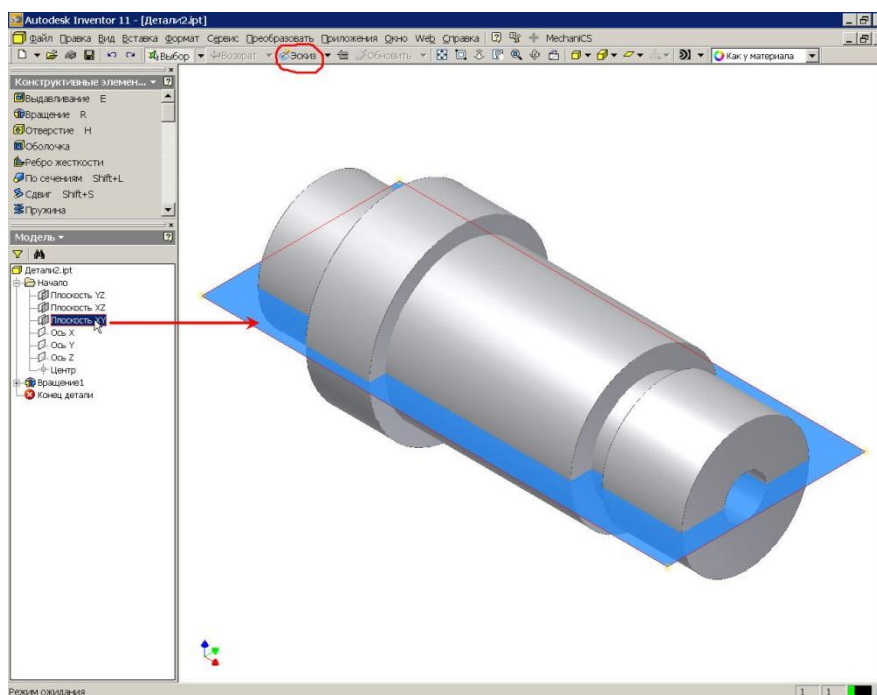 Autodesk Inventor 11 - [Детали2.ipt]
Файл Правка Вид Вставка Формат Сервис Преобразовать Приложения Окно Web Справка MechaniCS
Выбор Возврат Эскиз Обновить Как у материала
Конструктивные элемен...
Выдавливание E
Вращение R
Отверстие H
Оболочка
Ребро жесткости
По сечениям Shift+L
Сдвиг Shift+S
Пружина
Модель
Детали2.ipt
Начало
Плоскость YZ
Плоскость XZ
Плоскость XY
Ось X
Ось Y
Ось Z
Центр
Вращение1
Конец детали
Режим ожидания 1 1